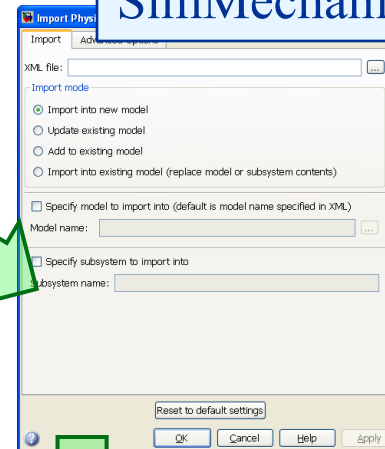 SimMechani
Import Physi
Import Advanced Options
XML file: ...
Import mode
Import into new model
Update existing model
Add to existing model
Import into existing model (replace model or subsystem contents)
Specify model to import into (default is model name specified in XML)
Model name: ...
Specify subsystem to import into
Subsystem name:
Reset to default settings
? OK Cancel Help Apply